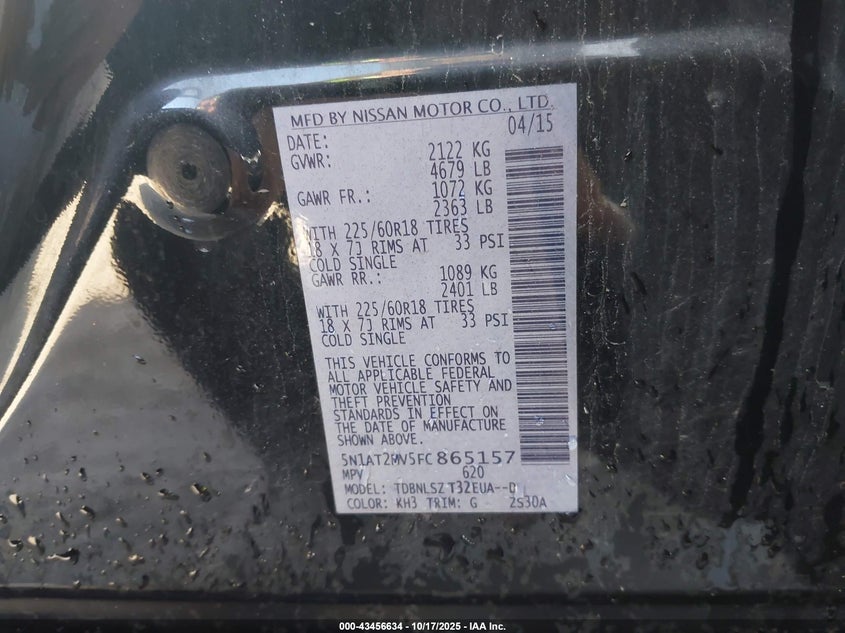 MFD BY NISSAN MOTOR CO., LTD.
DATE: 04/15
GVWR: 2122 KG
4679 LB
GAWR FR.: 1072 KG
2363 LB
WITH 225/60R18 TIRES
18 X 7J RIMS AT 33 PSI
COLD SINGLE
GAWR RR.: 1089 KG
2401 LB
WITH 225/60R18 TIRES
18 X 7J RIMS AT 33 PSI
COLD SINGLE
THIS VEHICLE CONFORMS TO
ALL APPLICABLE FEDERAL
MOTOR VEHICLE SAFETY AND
THEFT PREVENTION
STANDARDS IN EFFECT ON
THE DATE OF MANUFACTURE
SHOWN ABOVE.
5N1AT2MV5FC865157
MPV 620
MODEL: TDBNLSZ T32EUA--D
COLOR: KH3 TRIM: G 2S30A
000-43456634 - 10/17/2025 - IAA Inc.